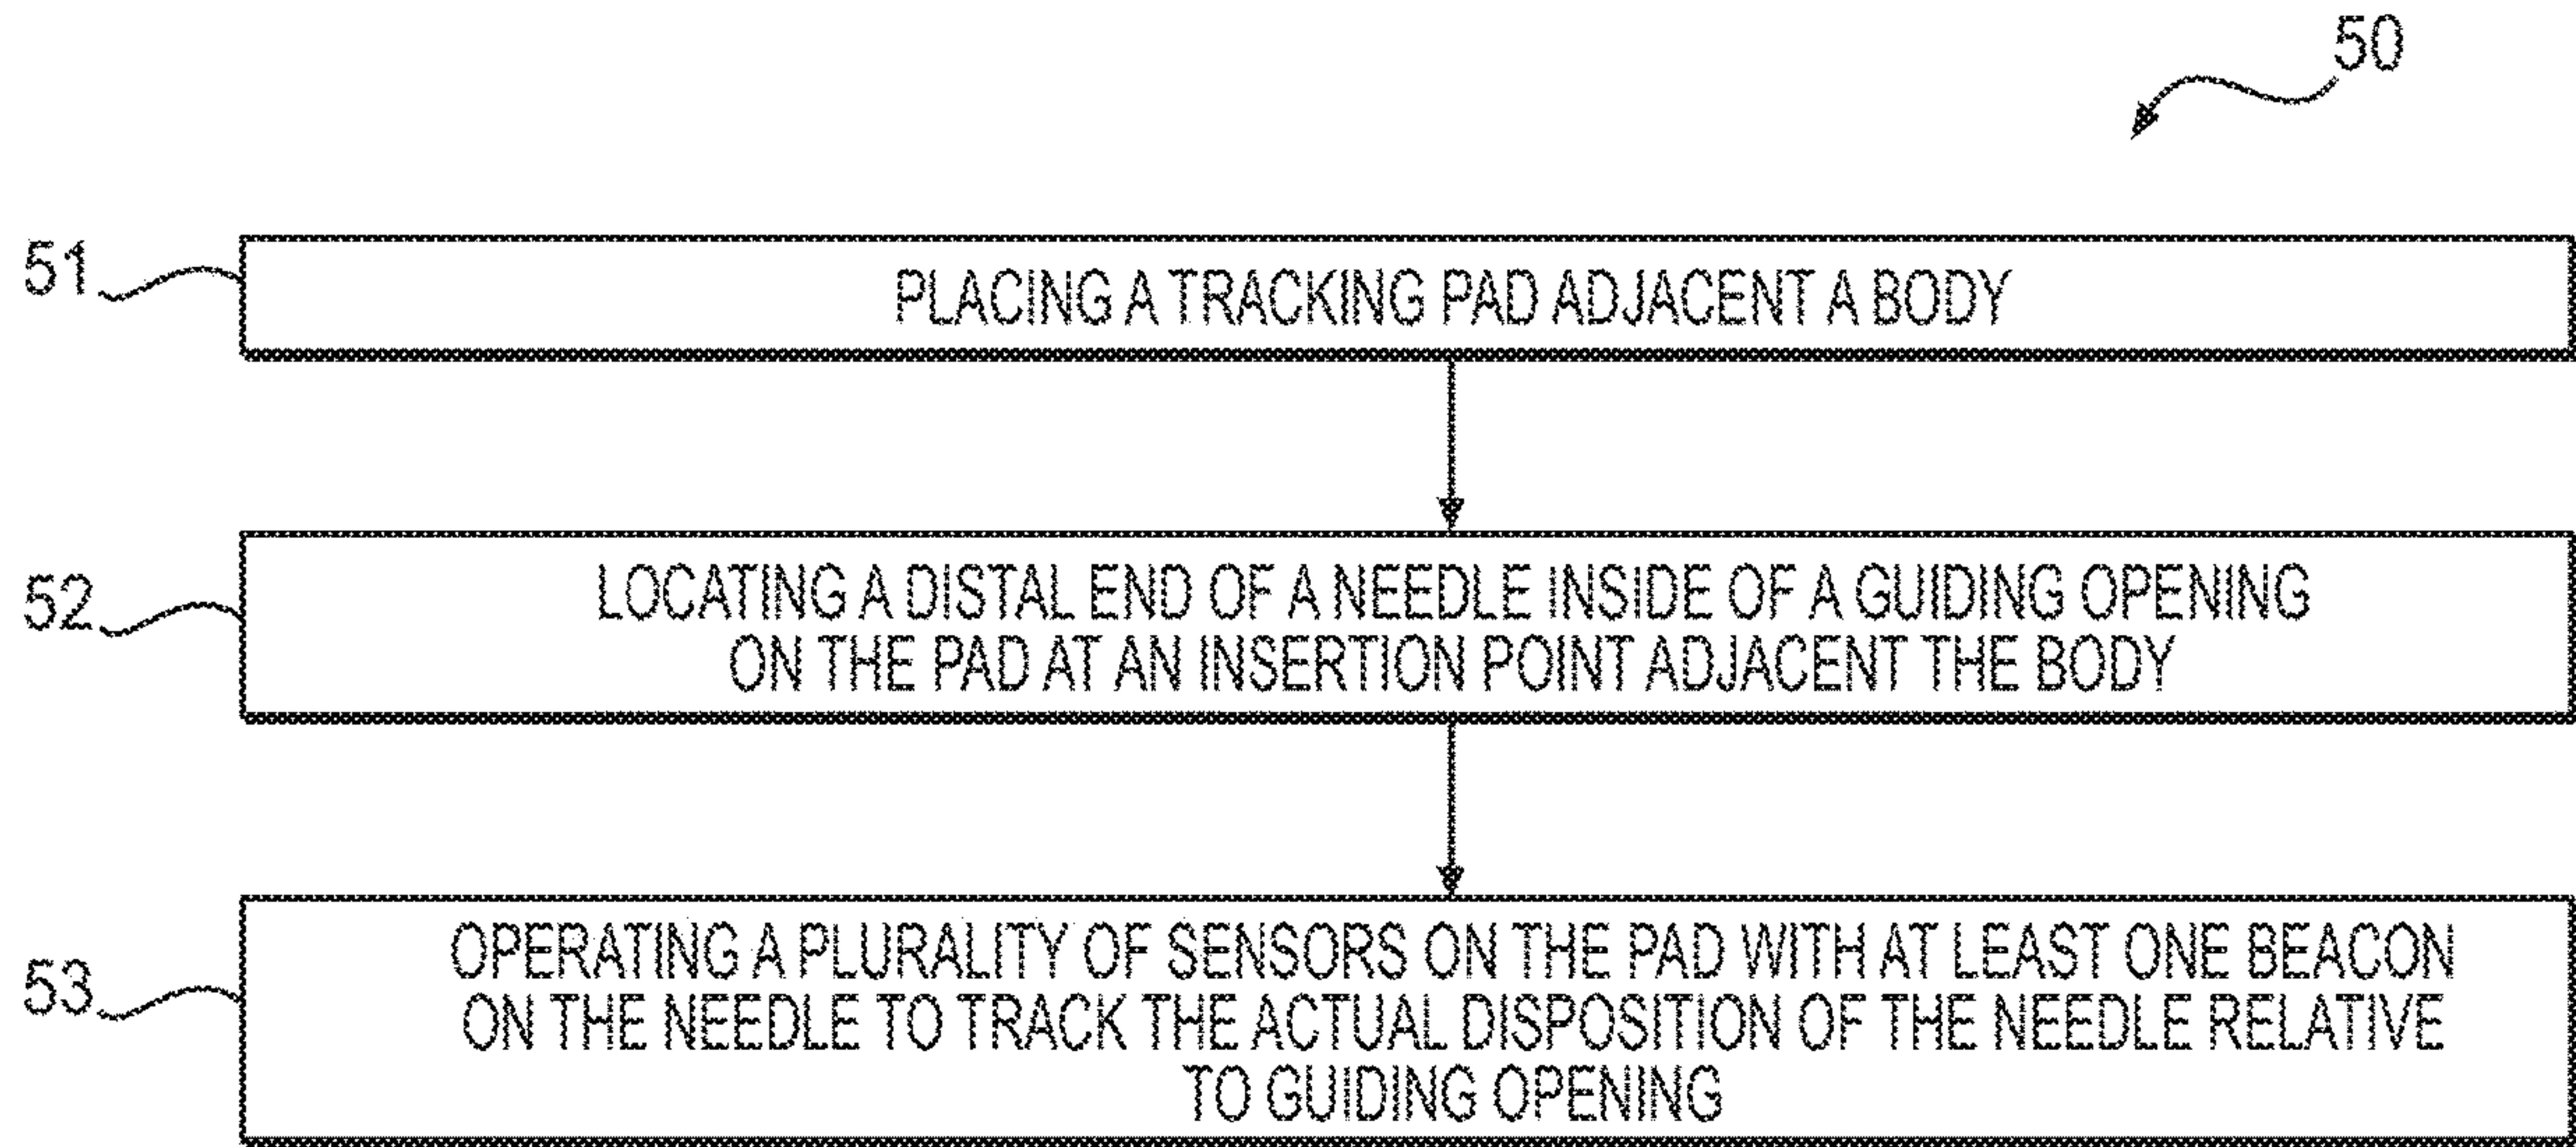 50
51
PLACING A TRACKING PAD ADJACENT A BODY
52
LOCATING A DISTAL END OF A NEEDLE INSIDE OF A GUIDING OPENING
ON THE PAD AT AN INSERTION POINT ADJACENT THE BODY
53
OPERATING A PLURALITY OF SENSORS ON THE PAD WITH AT LEAST ONE BEACON
ON THE NEEDLE TO TRACK THE ACTUAL DISPOSITION OF THE NEEDLE RELATIVE
TO GUIDING OPENING